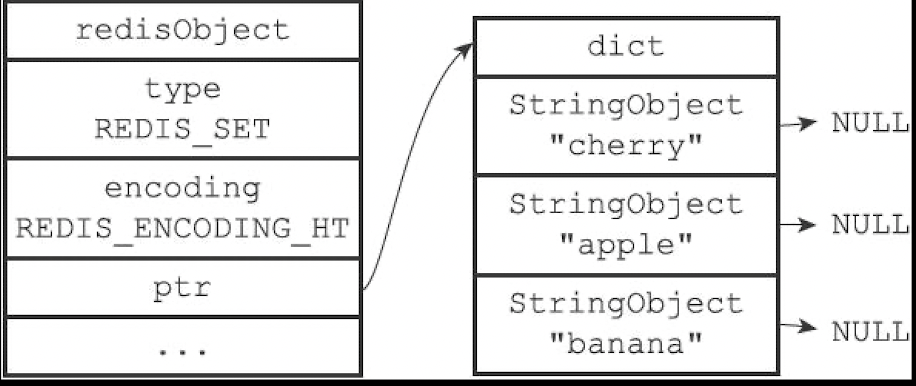 redisObject
type
REDIS_SET
encoding
REDIS_ENCODING_HT
ptr
...
dict
StringObject
"cherry"
NULL
StringObject
"apple"
NULL
StringObject
"banana"
NULL